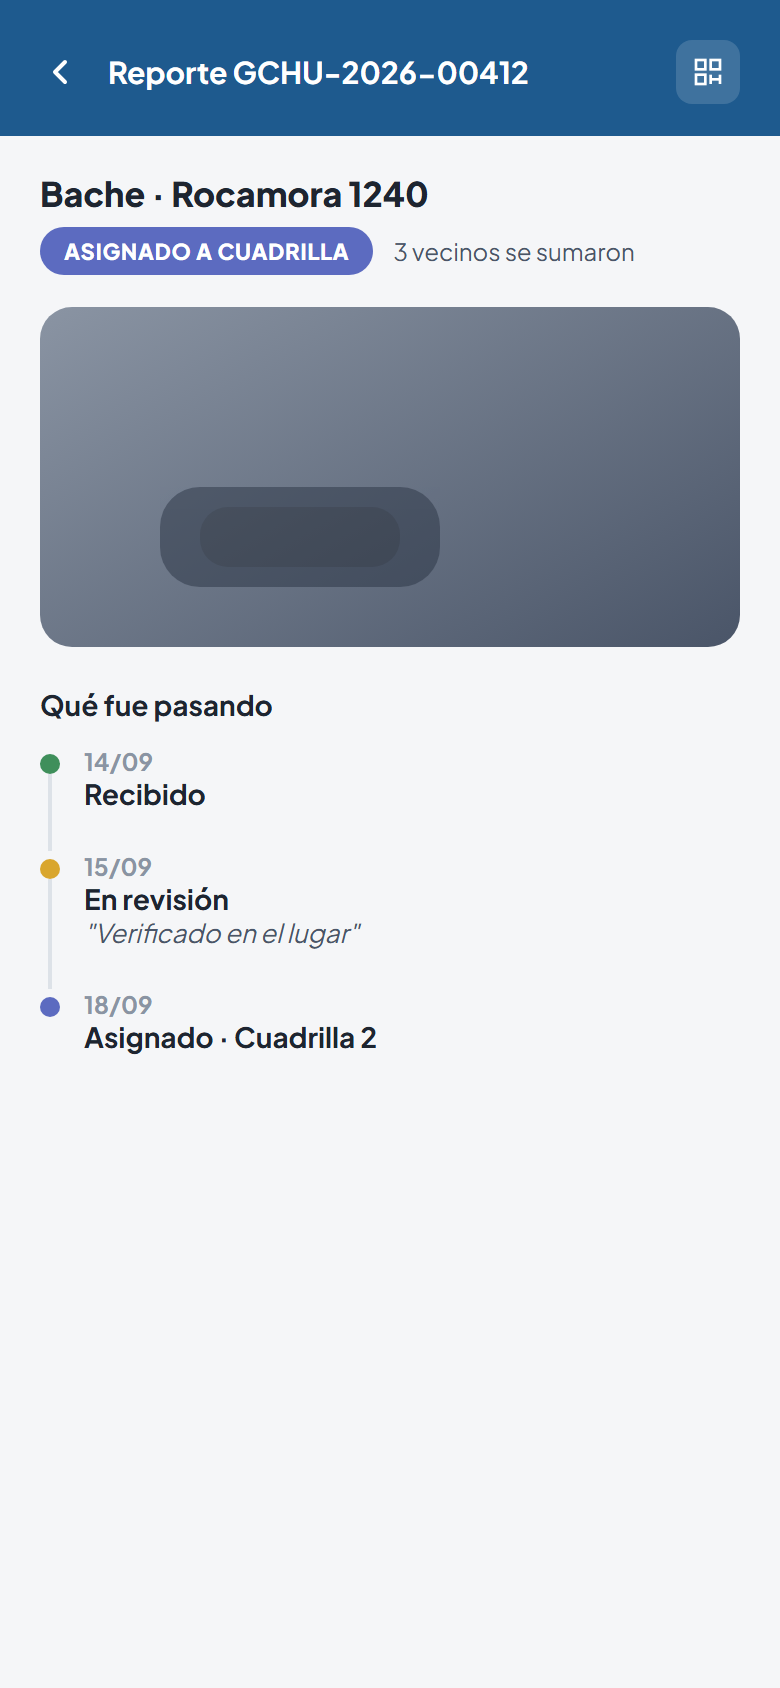 Reporte GCHU-2026-00412
Bache · Rocamora 1240
ASIGNADO A CUADRILLA
3 vecinos se sumaron
Qué fue pasando
14/09
Recibido
15/09
En revisión
"Verificado en el lugar"
18/09
Asignado · Cuadrilla 2